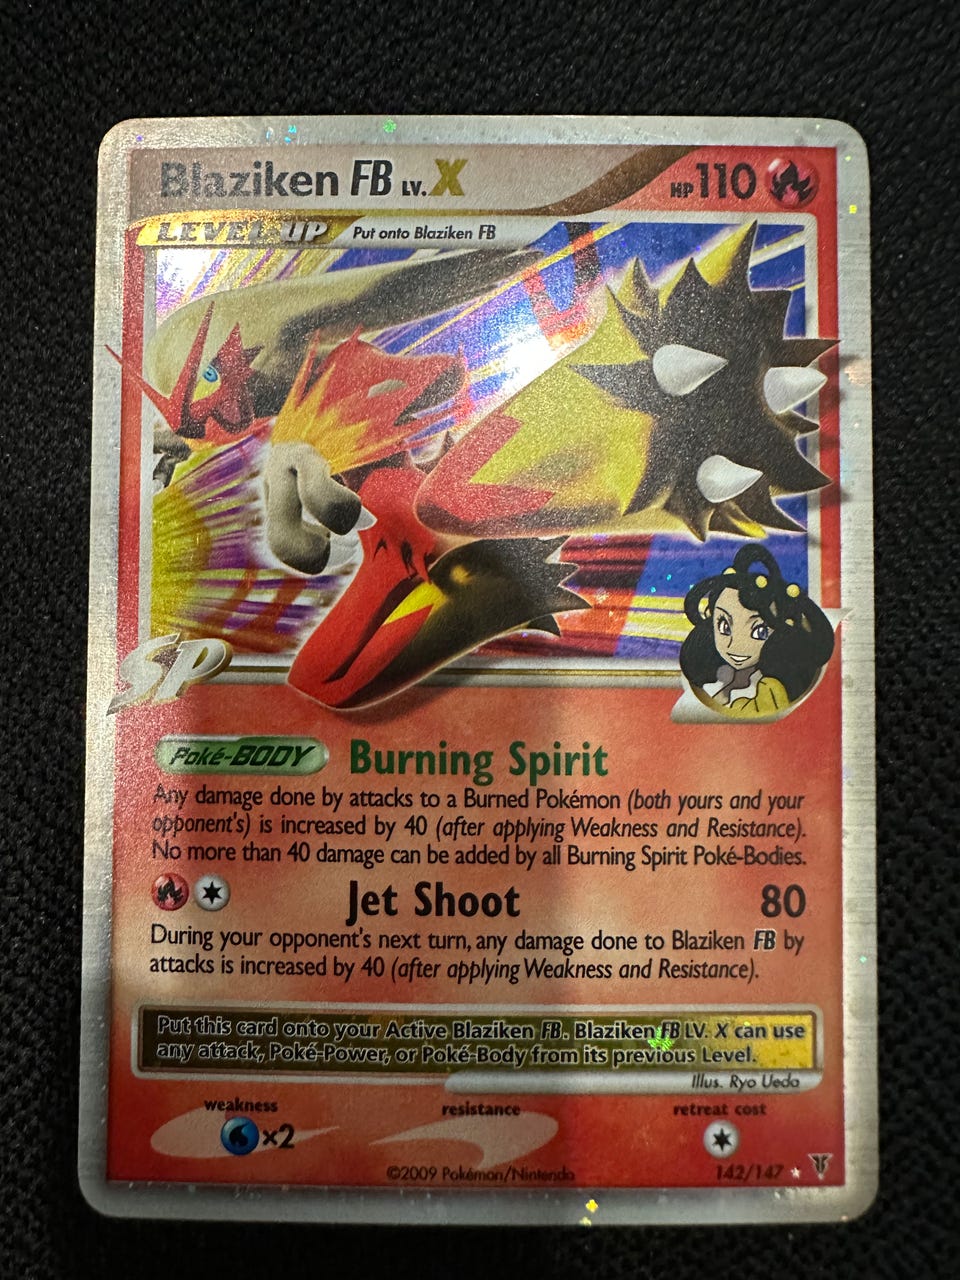 Blaziken FB LV.X HP 110
LEVEL-UP Put onto Blaziken FB
SP
Poké-BODY Burning Spirit
Any damage done by attacks to a Burned Pokémon (both yours and your
opponent's) is increased by 40 (after applying Weakness and Resistance).
No more than 40 damage can be added by all Burning Spirit Poké-Bodies.
Jet Shoot 80
During your opponent's next turn, any damage done to Blaziken FB by
attacks is increased by 40 (after applying Weakness and Resistance).
Put this card onto your Active Blaziken FB. Blaziken FB LV. X can use
any attack, Poké-Power, or Poké-Body from its previous Level.
Illus. Ryo Ueda
weakness resistance retreat cost
×2
©2009 Pokémon/Nintendo 142/147